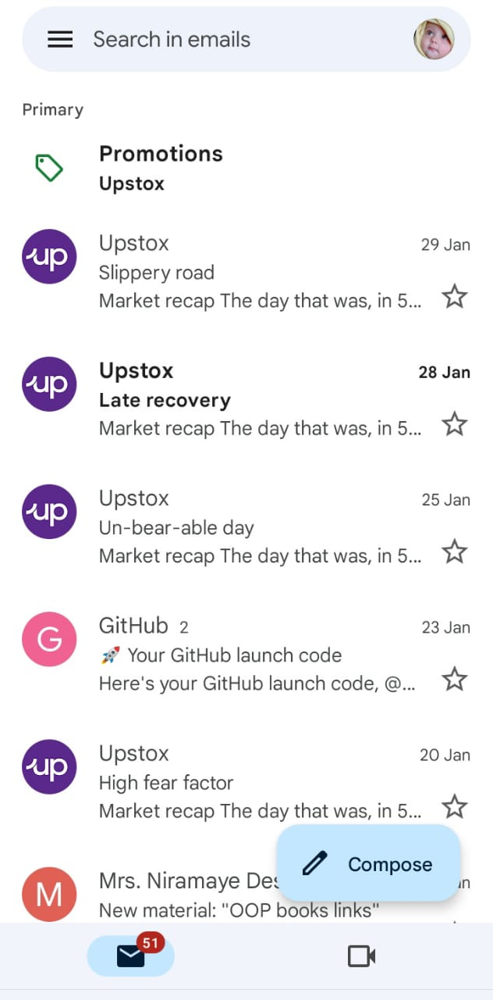 Search in emails
Primary
Promotions
Upstox
up
Upstox 29 Jan
Slippery road
Market recap The day that was, in 5...
up
Upstox 28 Jan
Late recovery
Market recap The day that was, in 5...
up
Upstox 25 Jan
Un-bear-able day
Market recap The day that was, in 5...
G
GitHub 2 23 Jan
🚀 Your GitHub launch code
Here's your GitHub launch code, @...
up
Upstox 20 Jan
High fear factor
Market recap The day that was, in 5...
Compose
M
Mrs. Niramaye
New material: "OOP books links"
51